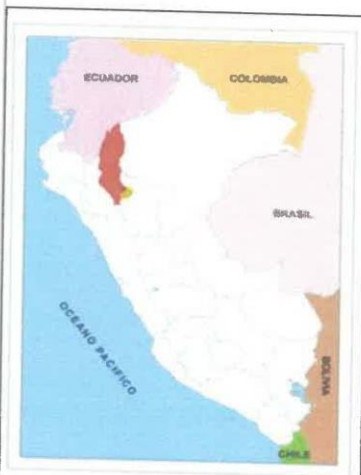 ECUADOR
COLOMBIA
BRASIL
OCEANO PACIFICO
BOLIVIA
CHILE